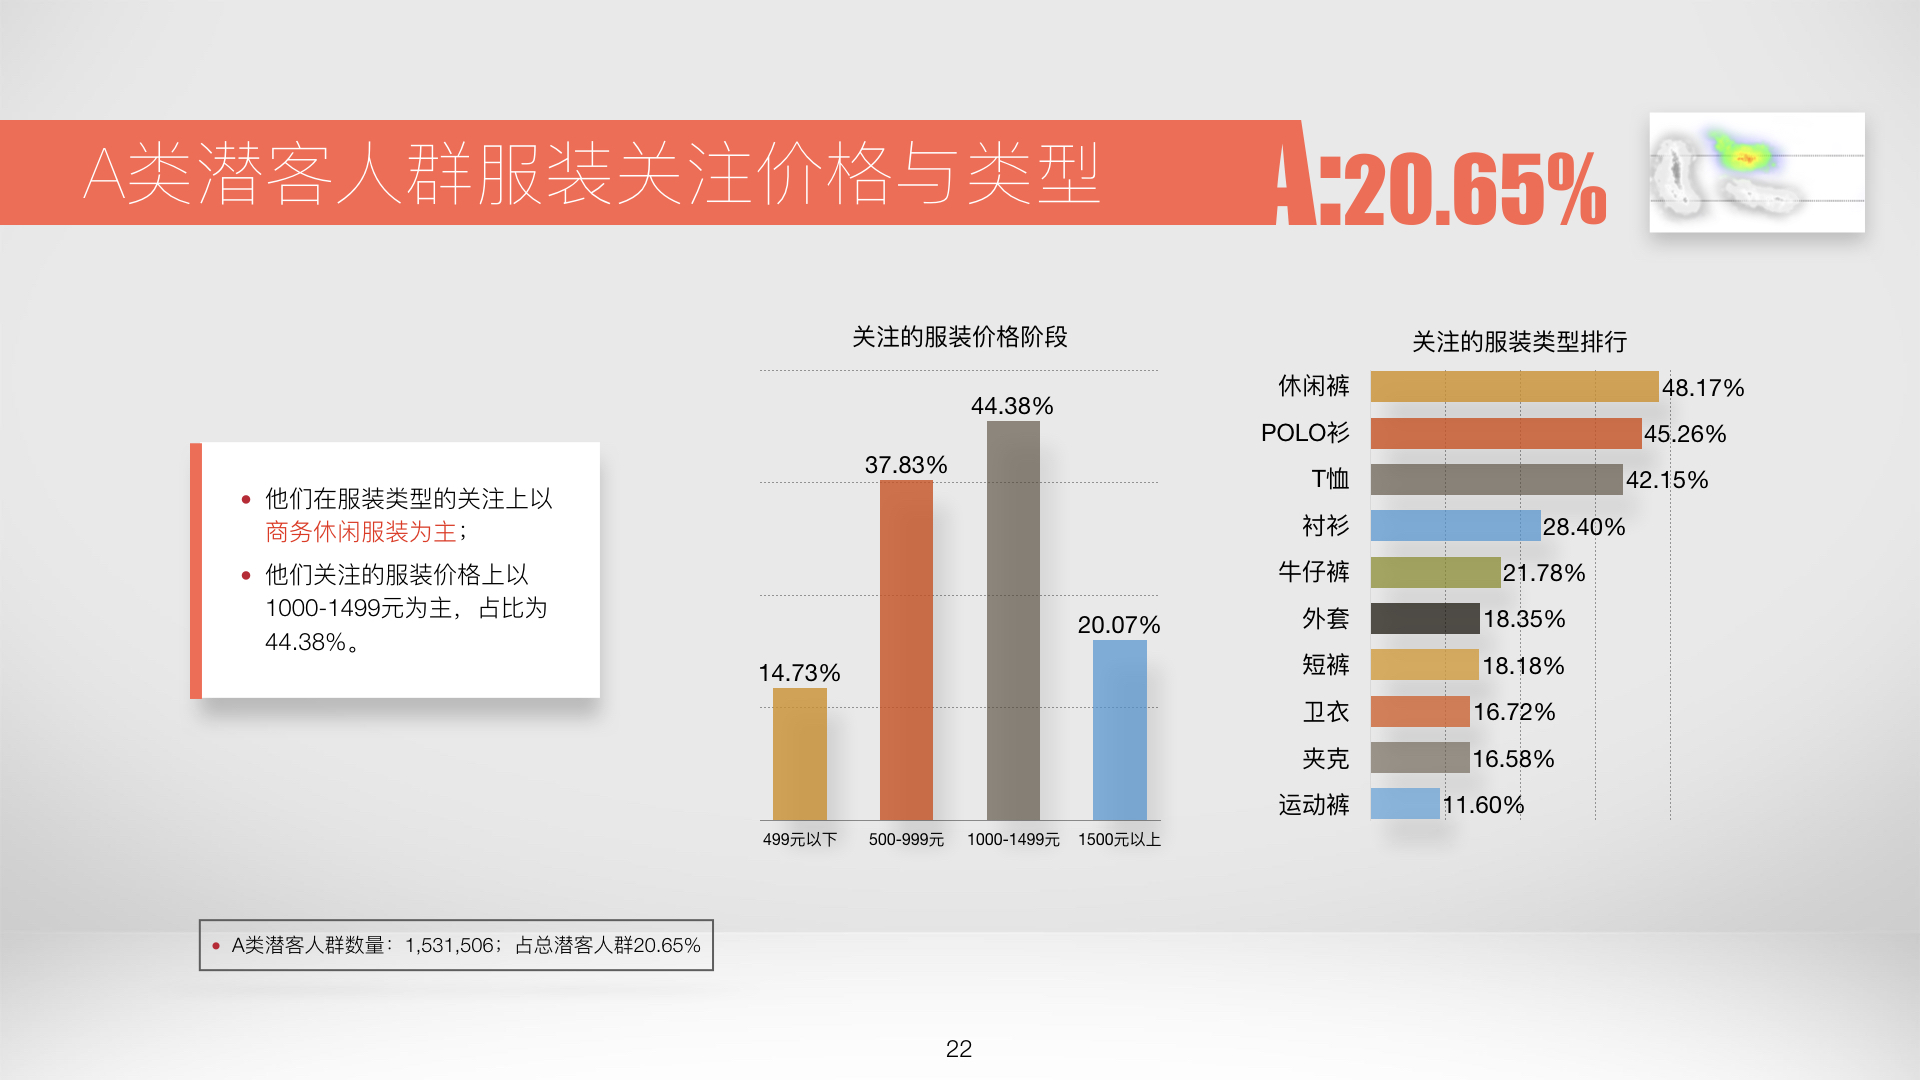 A类潜客人群服装关注价格与类型
A:20.65%
他们在服装类型的关注上以
商务休闲服装为主；
他们关注的服装价格上以
1000-1499元为主，占比为
44.38%。
关注的服装价格阶段
14.73%
37.83%
44.38%
20.07%
499元以下
500-999元
1000-1499元
1500元以上
关注的服装类型排行
休闲裤 48.17%
POLO衫 45.26%
T恤 42.15%
衬衫 28.40%
牛仔裤 21.78%
外套 18.35%
短裤 18.18%
卫衣 16.72%
夹克 16.58%
运动裤 11.60%
A类潜客人群数量：1,531,506；占总潜客人群20.65%
22